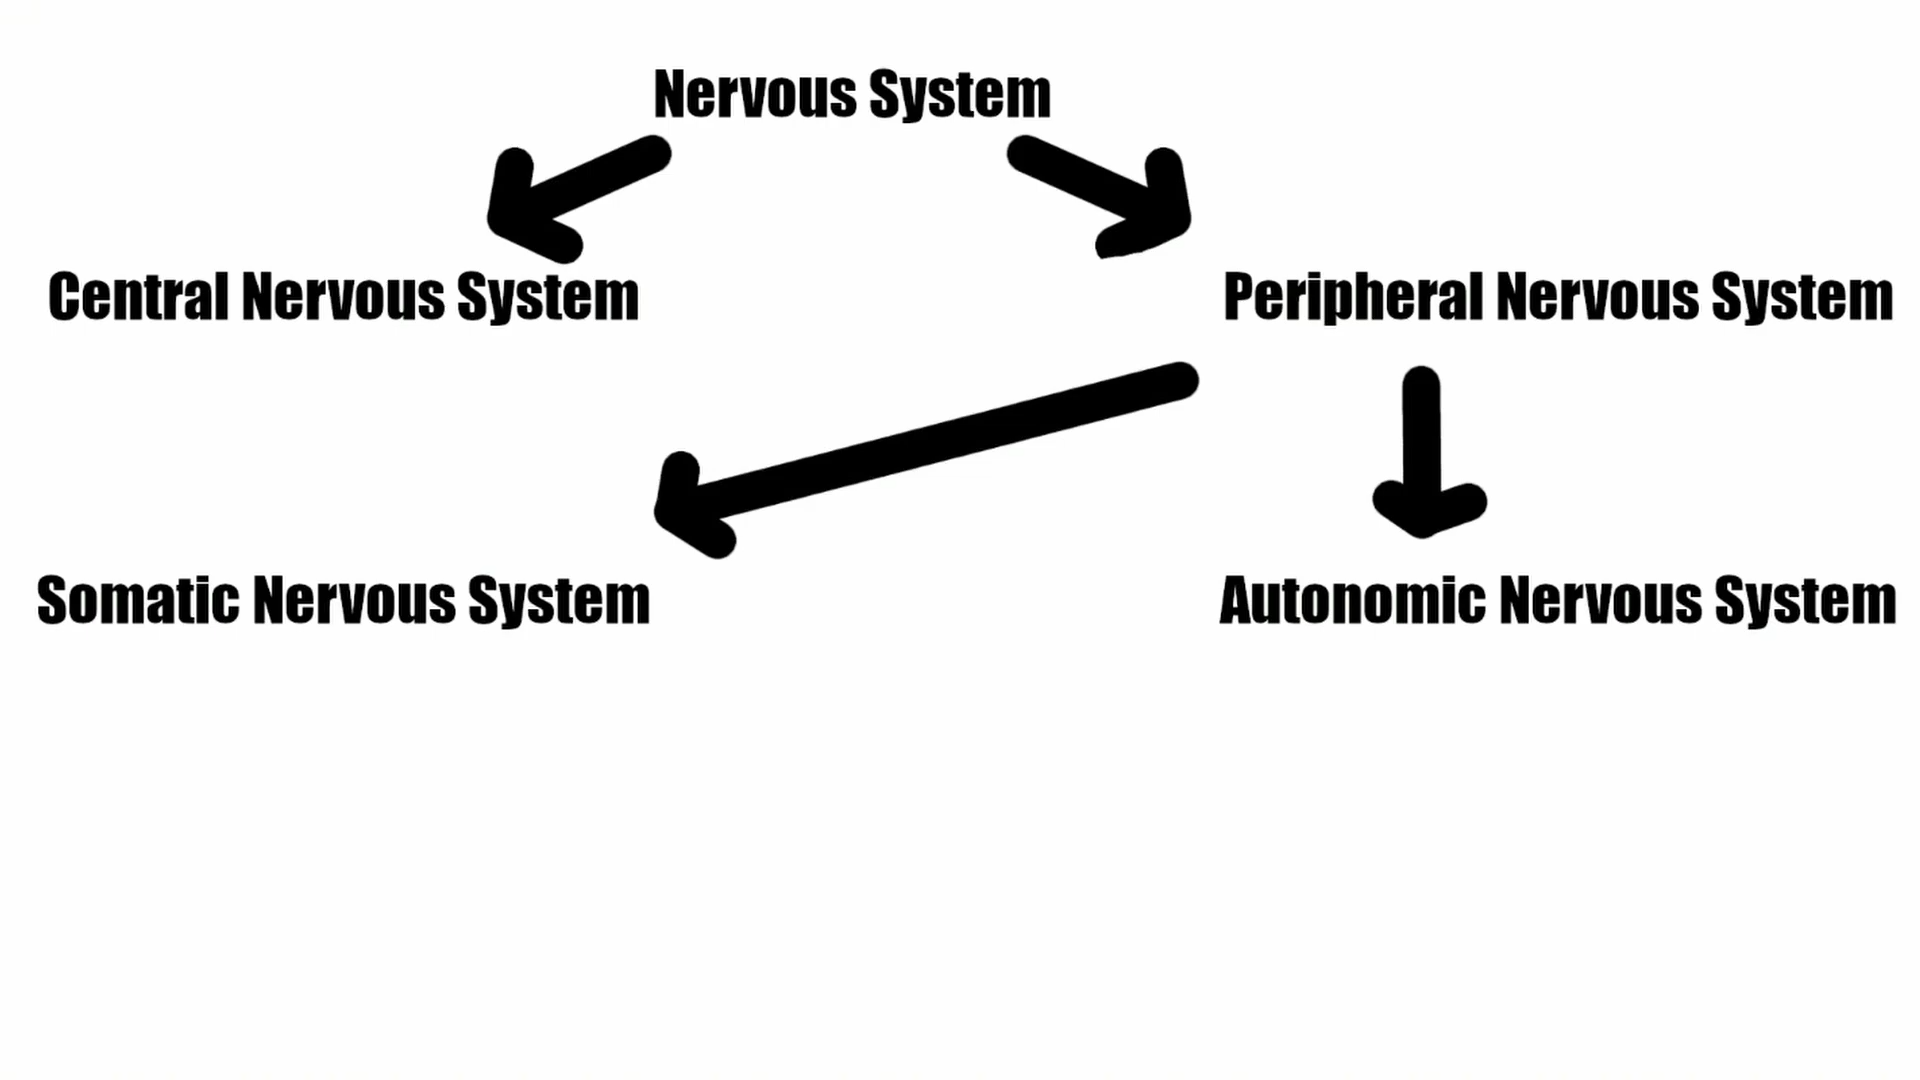 Nervous System
Central Nervous System
Peripheral Nervous System
Somatic Nervous System
Autonomic Nervous System